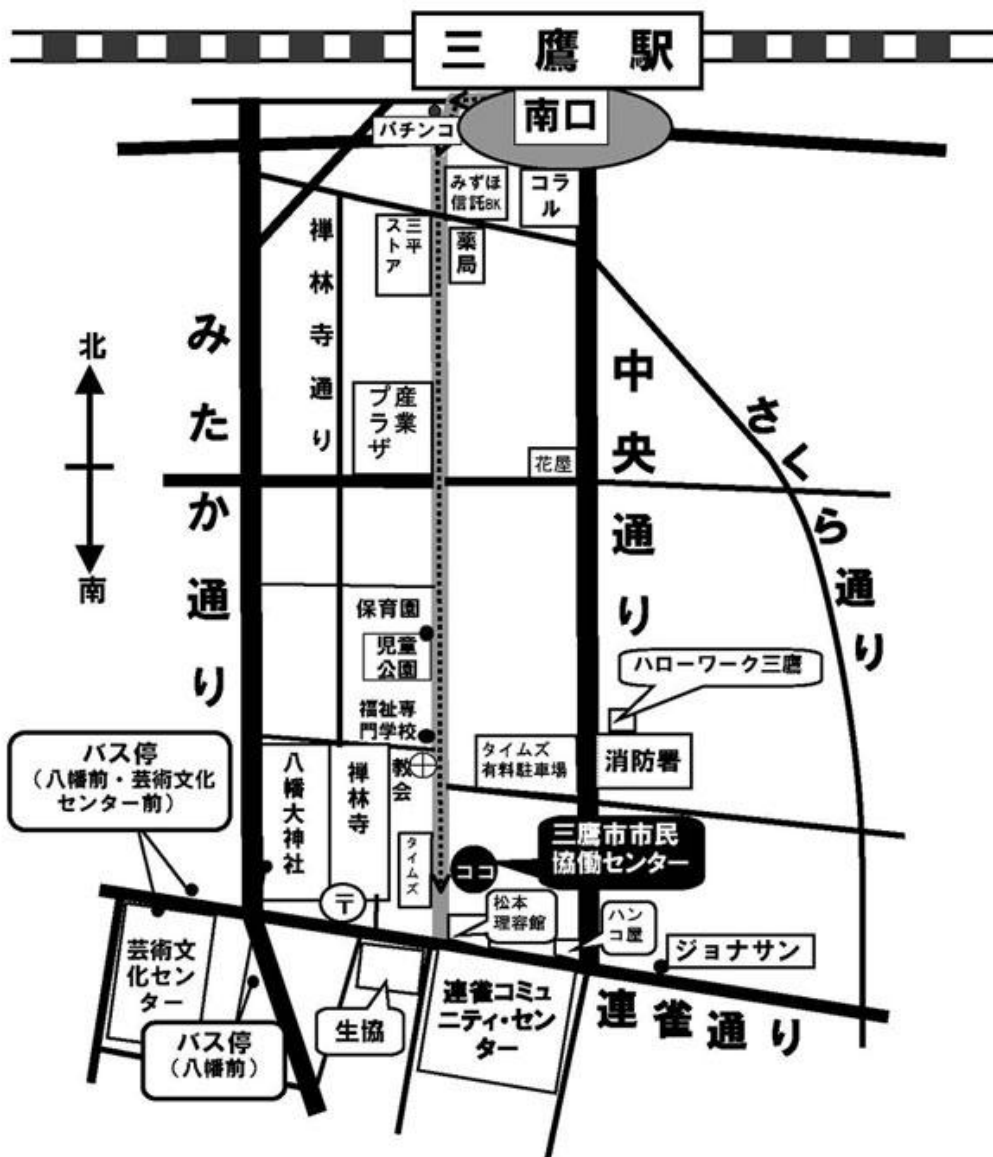 三鷹駅
南口
パチンコ
みずほ
信託BK
コラ
ル
三平
ストア
薬局
禅林寺通り
北
南
みたか通り
中央通り
さくら通り
産業
プラザ
花屋
保育園
児童
公園
福祉専
門学校
ハローワーク三鷹
バス停
（八幡前・芸術文化
センター前）
八幡大神社
禅林寺
教会
タイムズ
有料駐車場
消防署
タイムズ
ココ
三鷹市市民
協働センター
〒
松本
理容館
ハン
コ屋
ジョナサン
芸術文
化セン
ター
バス停
（八幡前）
生協
連雀コミュ
ニティ・セン
ター
連雀通り